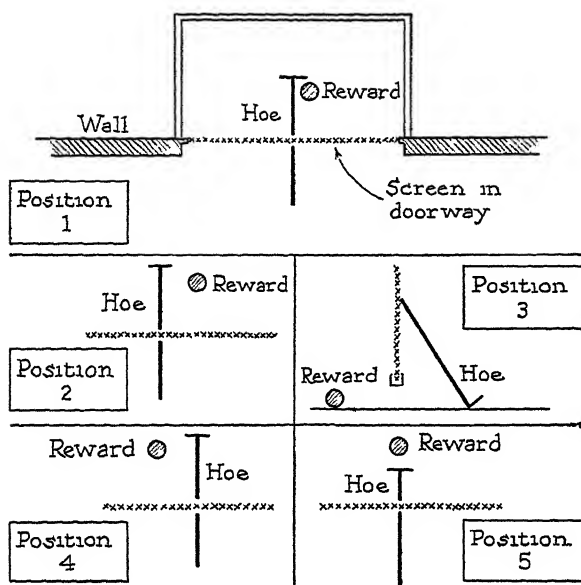 Hoe
Reward
Wall
Screen in
doorway
Position
1
Hoe
Reward
Position
2
Position
3
Reward
Hoe
Reward
Hoe
Position
4
Reward
Hoe
Position
5